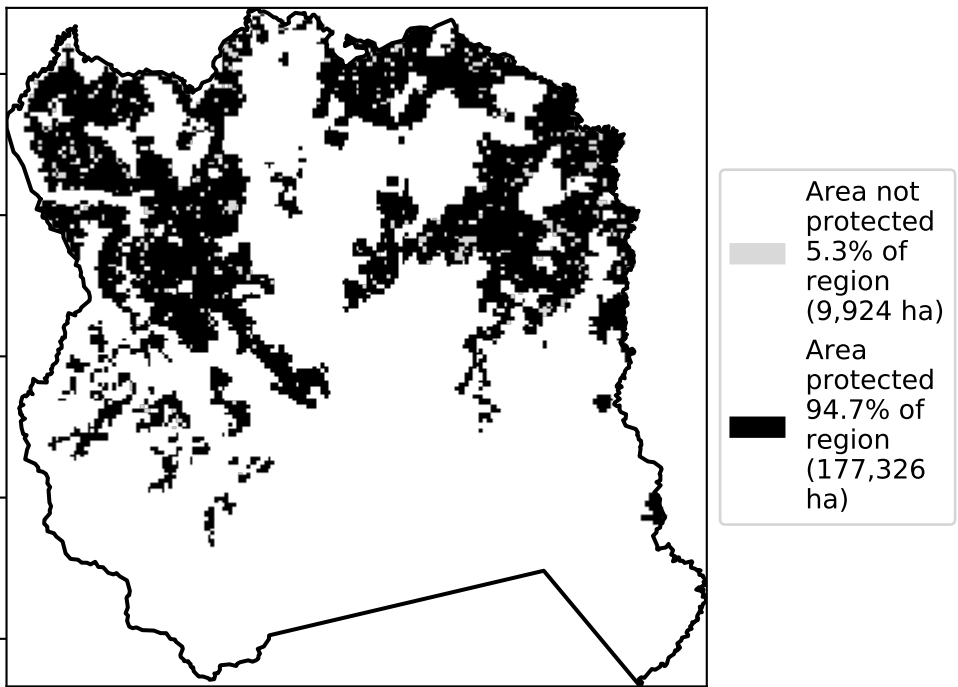 Area not
protected
5.3% of
region
(9,924 ha)
Area
protected
94.7% of
region
(177,326
ha)